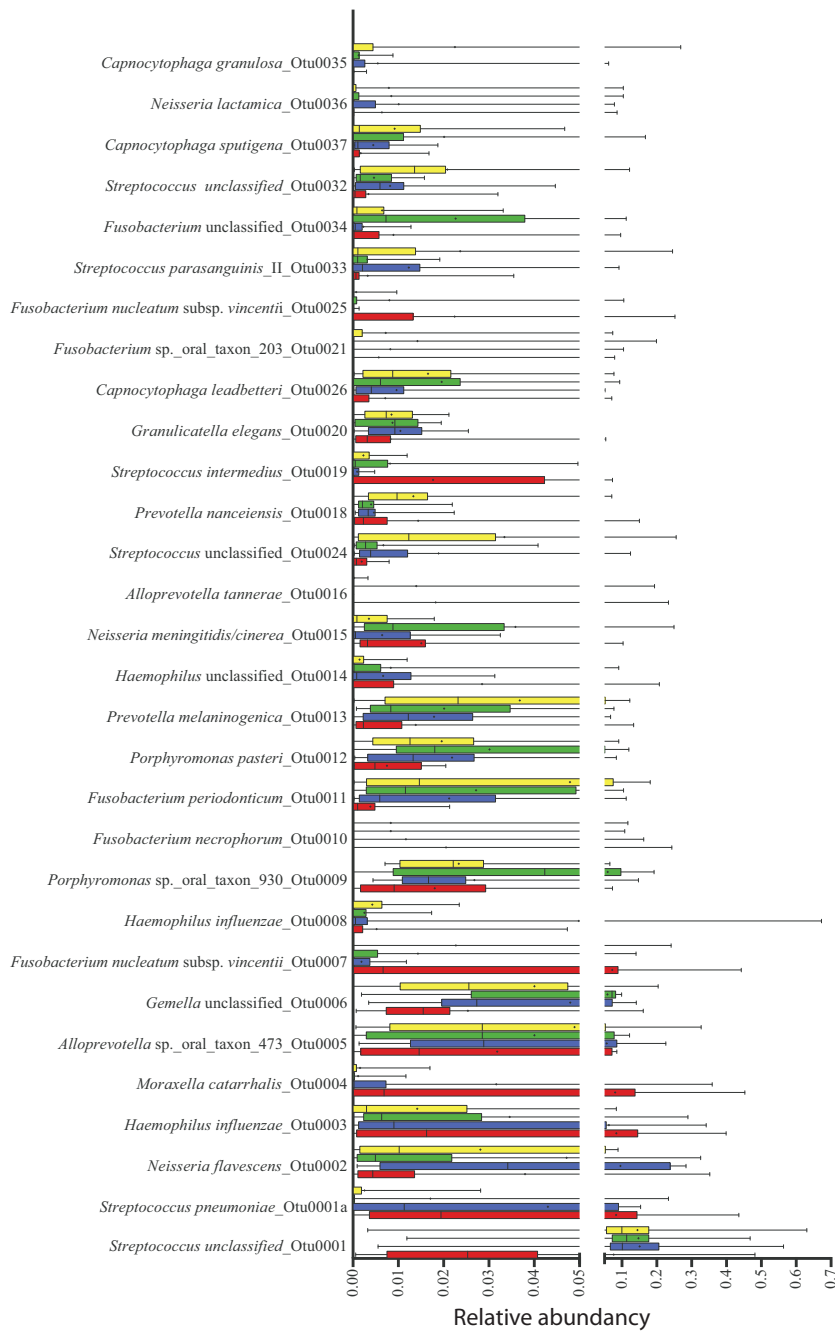 Capnocytophaga granulosa_Otu0035
Neisseria lactamica_Otu0036
Capnocytophaga sputigena_Otu0037
Streptococcus unclassified_Otu0032
Fusobacterium unclassified_Otu0034
Streptococcus parasanguinis_II_Otu0033
Fusobacterium nucleatum subsp. vincentii_Otu0025
Fusobacterium sp._oral_taxon_203_Otu0021
Capnocytophaga leadbetteri_Otu0026
Granulicatella elegans_Otu0020
Streptococcus intermedius_Otu0019
Prevotella nanceiensis_Otu0018
Streptococcus unclassified_Otu0024
Alloprevotella tannerae_Otu0016
Neisseria meningitidis/cinerea_Otu0015
Haemophilus unclassified_Otu0014
Prevotella melaninogenica_Otu0013
Porphyromonas pasteri_Otu0012
Fusobacterium periodonticum_Otu0011
Fusobacterium necrophorum_Otu0010
Porphyromonas sp._oral_taxon_930_Otu0009
Haemophilus influenzae_Otu0008
Fusobacterium nucleatum subsp. vincentii_Otu0007
Gemella unclassified_Otu0006
Alloprevotella sp._oral_taxon_473_Otu0005
Moraxella catarrhalis_Otu0004
Haemophilus influenzae_Otu0003
Neisseria flavescens_Otu0002
Streptococcus pneumoniae_Otu0001a
Streptococcus unclassified_Otu0001
0.00 0.01 0.02 0.03 0.04 0.05 0.1 0.2 0.3 0.4 0.5 0.6 0.7
Relative abundancy